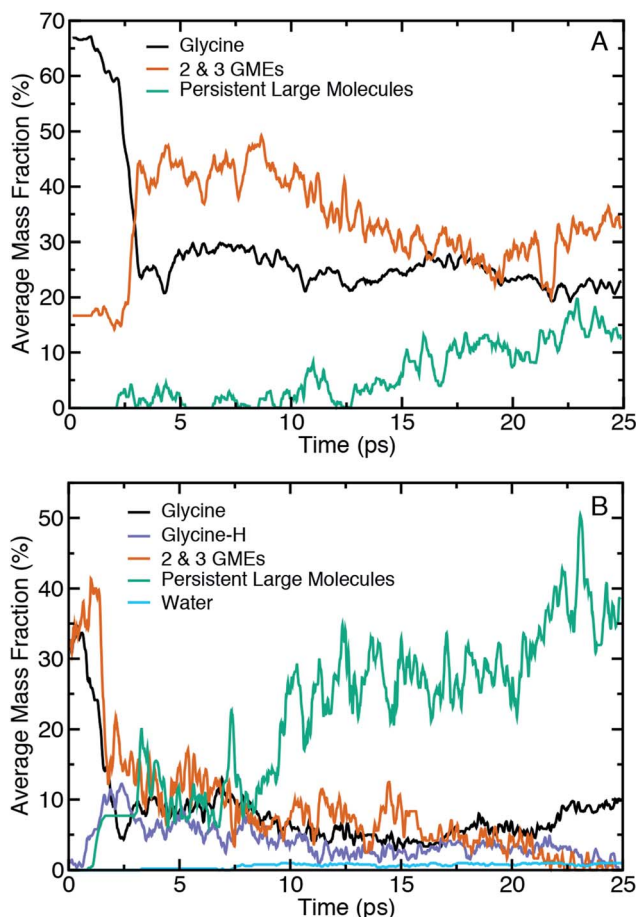 A
Glycine
2 & 3 GMEs
Persistent Large Molecules
Average Mass Fraction (%)
70
60
50
40
30
20
10
0
0 5 10 15 20 25
Time (ps)
B
Glycine
Glycine-H
2 & 3 GMEs
Persistent Large Molecules
Water
Average Mass Fraction (%)
50
40
30
20
10
0
0 5 10 15 20 25
Time (ps)